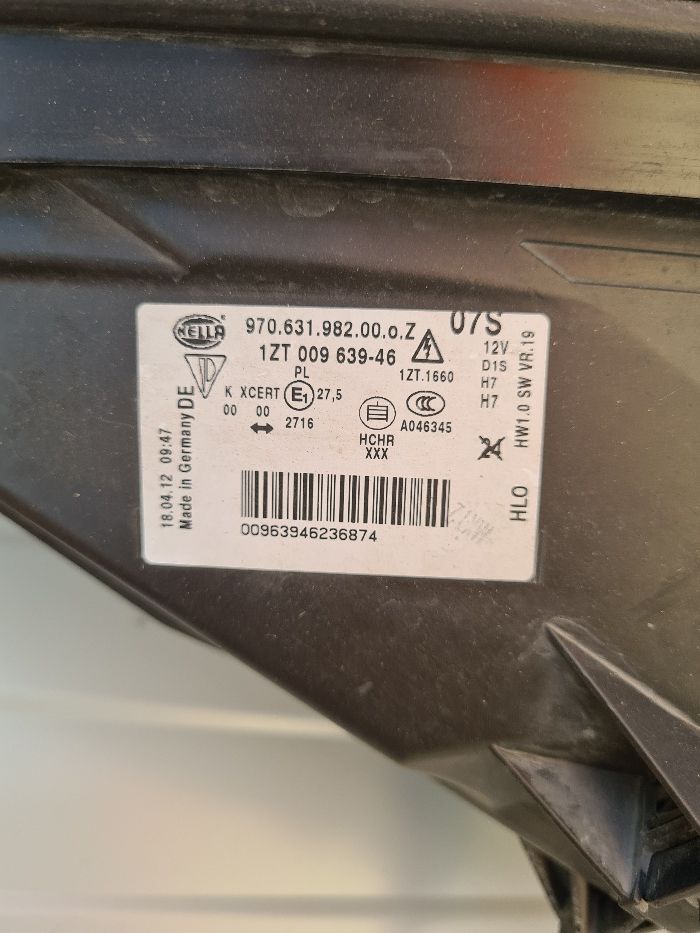 HELLA
970.631.982.00.o.Z
07S
1ZT 009 639-46
12V
PL
1ZT.1660
D1S
K XCERT E1 27,5
H7
00 00
CCC
H7
2716
A046345
HCHR
XXX
24
DE
18.04.12 09:47
Made in Germany
HW1.0 SW VR.19
HLO
00963946236874